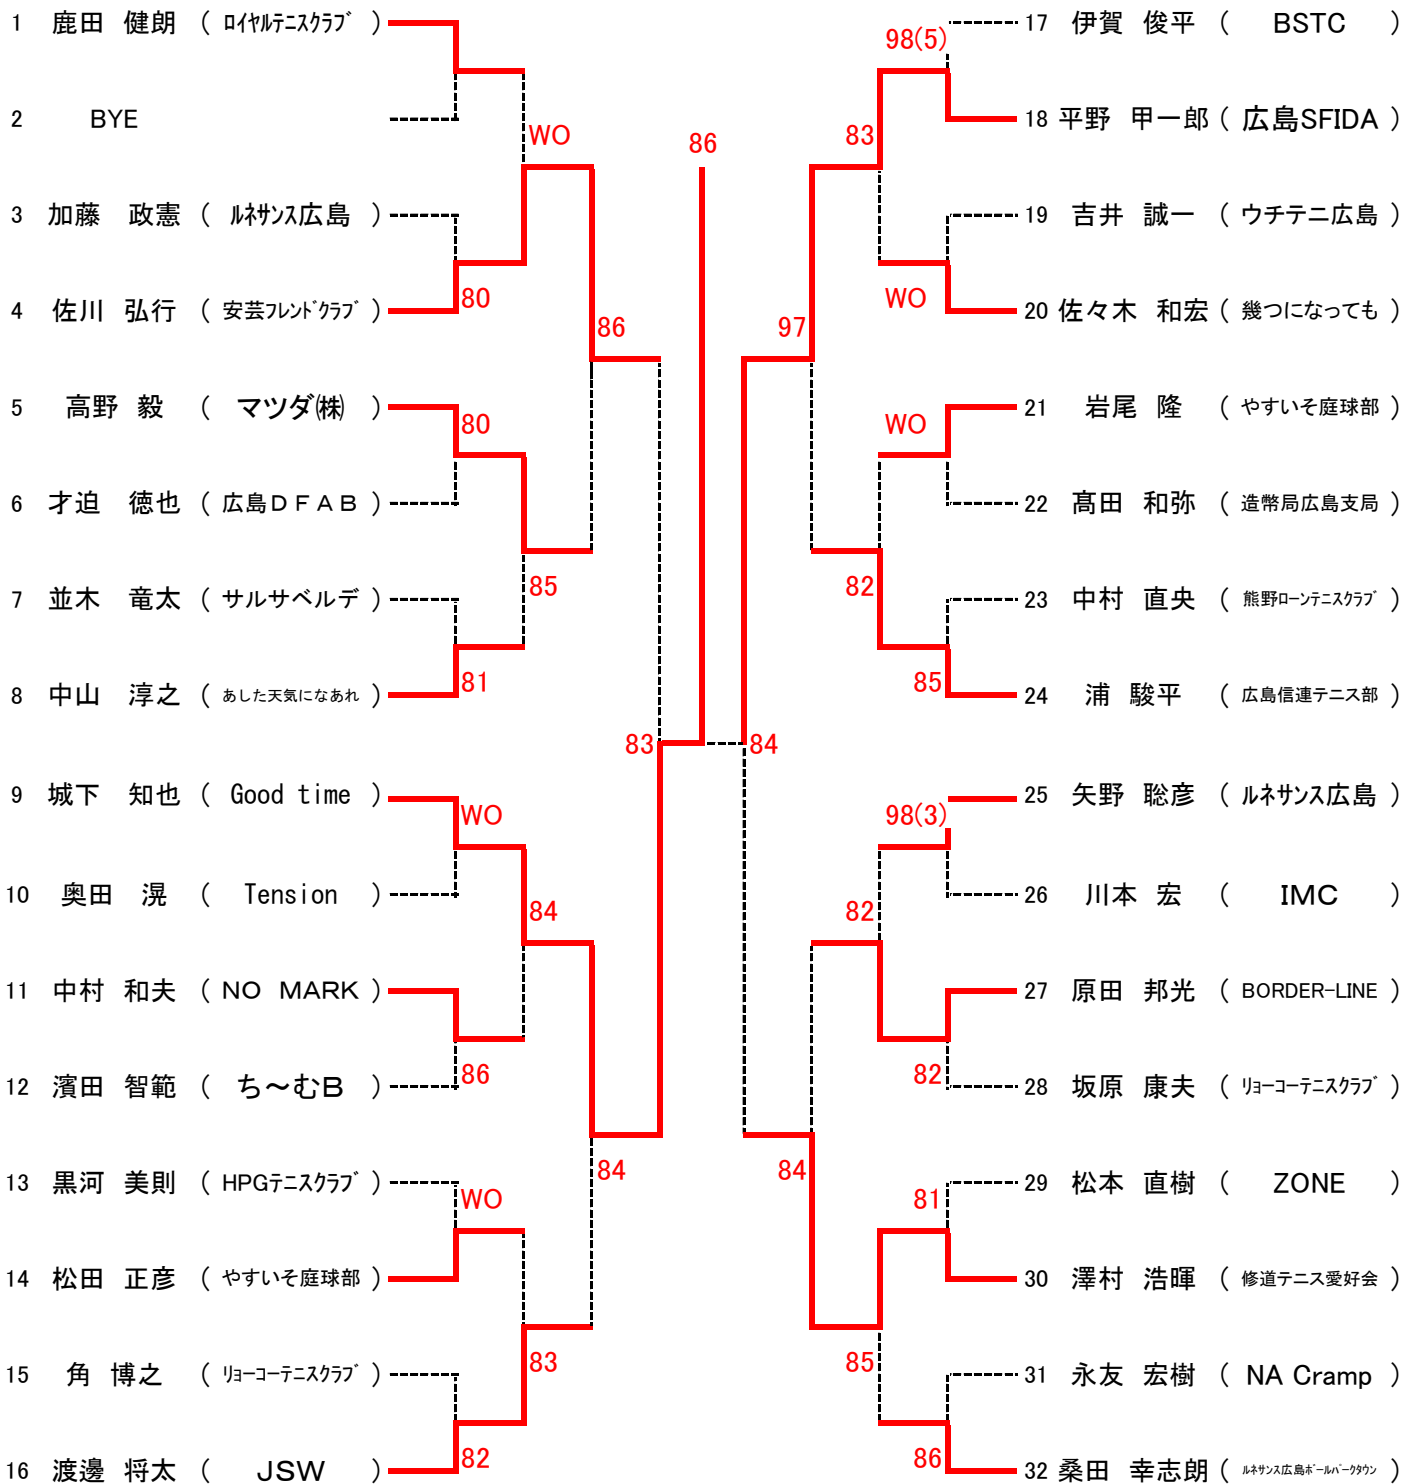 1 鹿田 健朗 ( ロイヤルテニスクラブ )
2 BYE
3 加藤 政憲 ( ルネサンス広島 )
4 佐川 弘行 ( 安芸フレンドクラブ )
5 高野 毅 ( マツダ㈱ )
6 才迫 徳也 ( 広島DFAB )
7 並木 竜太 ( サルサベルデ )
8 中山 淳之 ( あした天気になあれ )
9 城下 知也 ( Good time )
10 奥田 滉 ( Tension )
11 中村 和夫 ( NO MARK )
12 濱田 智範 ( ち～むB )
13 黒河 美則 ( HPGテニスクラブ )
14 松田 正彦 ( やすいそ庭球部 )
15 角 博之 ( リョーコーテニスクラブ )
16 渡邊 将太 ( JSW )
80
80
81
WO
86
WO
82
WO
85
84
83
86
84
83
86
84
97
84
83
82
82
85
98(5)
WO
WO
85
98(3)
82
81
86
17 伊賀 俊平 ( BSTC )
18 平野 甲一郎 ( 広島SFIDA )
19 吉井 誠一 ( ウチテニ広島 )
20 佐々木 和宏 ( 幾つになっても )
21 岩尾 隆 ( やすいそ庭球部 )
22 髙田 和弥 ( 造幣局広島支局 )
23 中村 直央 ( 熊野ローンテニスクラブ )
24 浦 駿平 ( 広島信連テニス部 )
25 矢野 聡彦 ( ルネサンス広島 )
26 川本 宏 ( IMC )
27 原田 邦光 ( BORDER-LINE )
28 坂原 康夫 ( リョーコーテニスクラブ )
29 松本 直樹 ( ZONE )
30 澤村 浩暉 ( 修道テニス愛好会 )
31 永友 宏樹 ( NA Cramp )
32 桑田 幸志朗 ( ルネサンス広島ボールパークタウン )